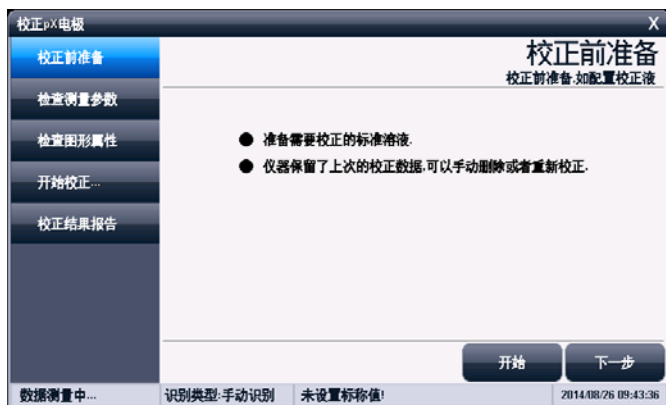 校正pX电极
X
校正前准备
检查测量参数
检查图形属性
开始校正...
校正结果报告
校正前准备
校正前准备.如配置校正液
● 准备需要校正的标准溶液.
● 仪器保留了上次的校正数据.可以手动删除或者重新校正.
开始
下一步
数据测量中...
识别类型:手动识别
未设置标称值!
2014/08/26 09:43:36